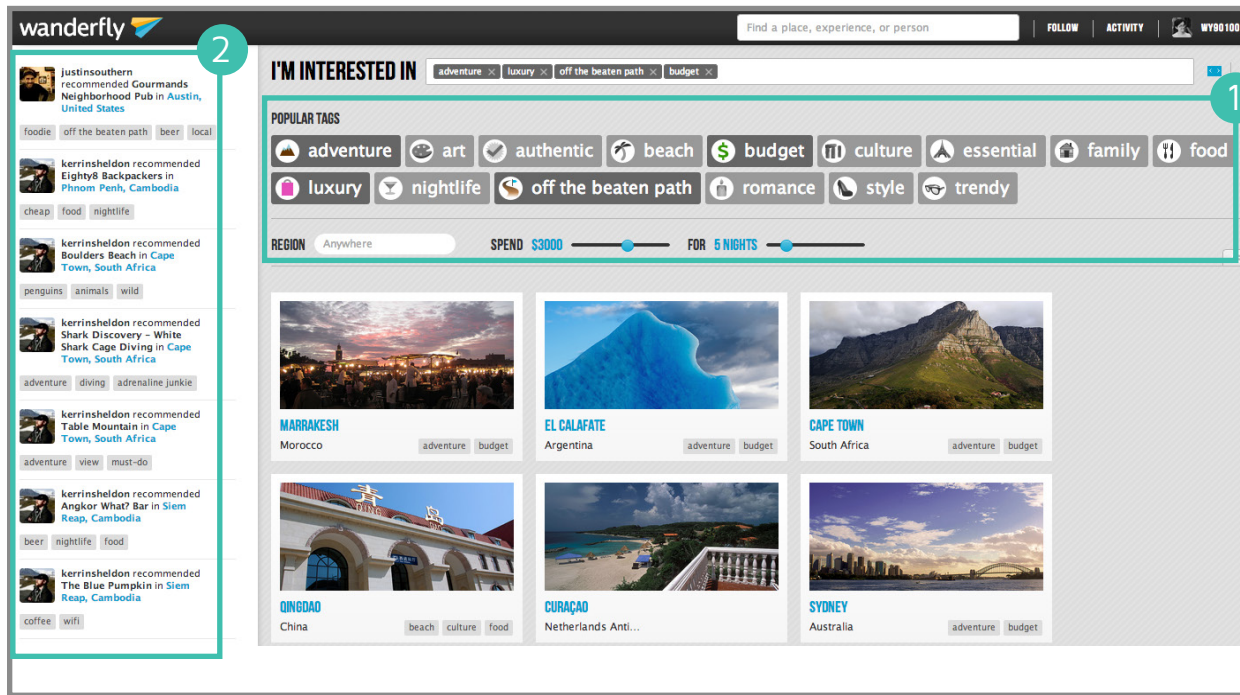 wanderfly
Find a place, experience, or person
FOLLOW
ACTIVITY
WY90100
2
justinsouthern
recommended Gourmands
Neighborhood Pub in Austin,
United States
foodie off the beaten path beer local
kerrinsheldon recommended
Eighty8 Backpackers in
Phnom Penh, Cambodia
cheap food nightlife
kerrinsheldon recommended
Boulders Beach in Cape
Town, South Africa
penguins animals wild
kerrinsheldon recommended
Shark Discovery - White
Shark Cage Diving in Cape
Town, South Africa
adventure diving adrenaline junkie
kerrinsheldon recommended
Table Mountain in Cape
Town, South Africa
adventure view must-do
kerrinsheldon recommended
Angkor What? Bar in Siem
Reap, Cambodia
beer nightlife food
kerrinsheldon recommended
The Blue Pumpkin in Siem
Reap, Cambodia
coffee wifi
I'M INTERESTED IN adventure × luxury × off the beaten path × budget ×
1
POPULAR TAGS
adventure art authentic beach $ budget culture essential family food
luxury nightlife off the beaten path romance style trendy
REGION Anywhere SPEND $3000 FOR 5 NIGHTS
MARRAKESH
Morocco adventure budget
EL CALAFATE
Argentina adventure budget
CAPE TOWN
South Africa adventure budget
青 島
QINGDAO
China beach culture food
CURAÇAO
Netherlands Anti...
SYDNEY
Australia adventure budget